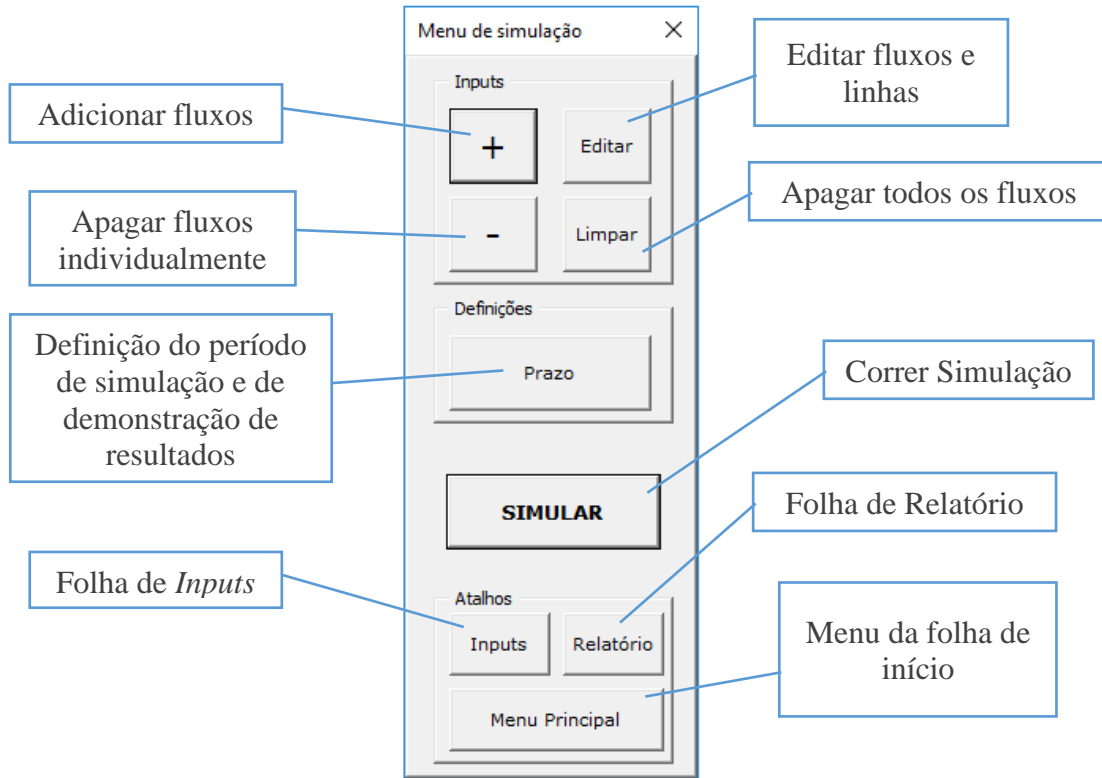 Menu de simulação
Inputs
+
Editar
-
Limpar
Definições
Prazo
SIMULAR
Atalhos
Inputs
Relatório
Menu Principal
Adicionar fluxos
Apagar fluxos
individualmente
Definição do período
de simulação e de
demonstração de
resultados
Folha de Inputs
Editar fluxos e
linhas
Apagar todos os fluxos
Correr Simulação
Folha de Relatório
Menu da folha de
início